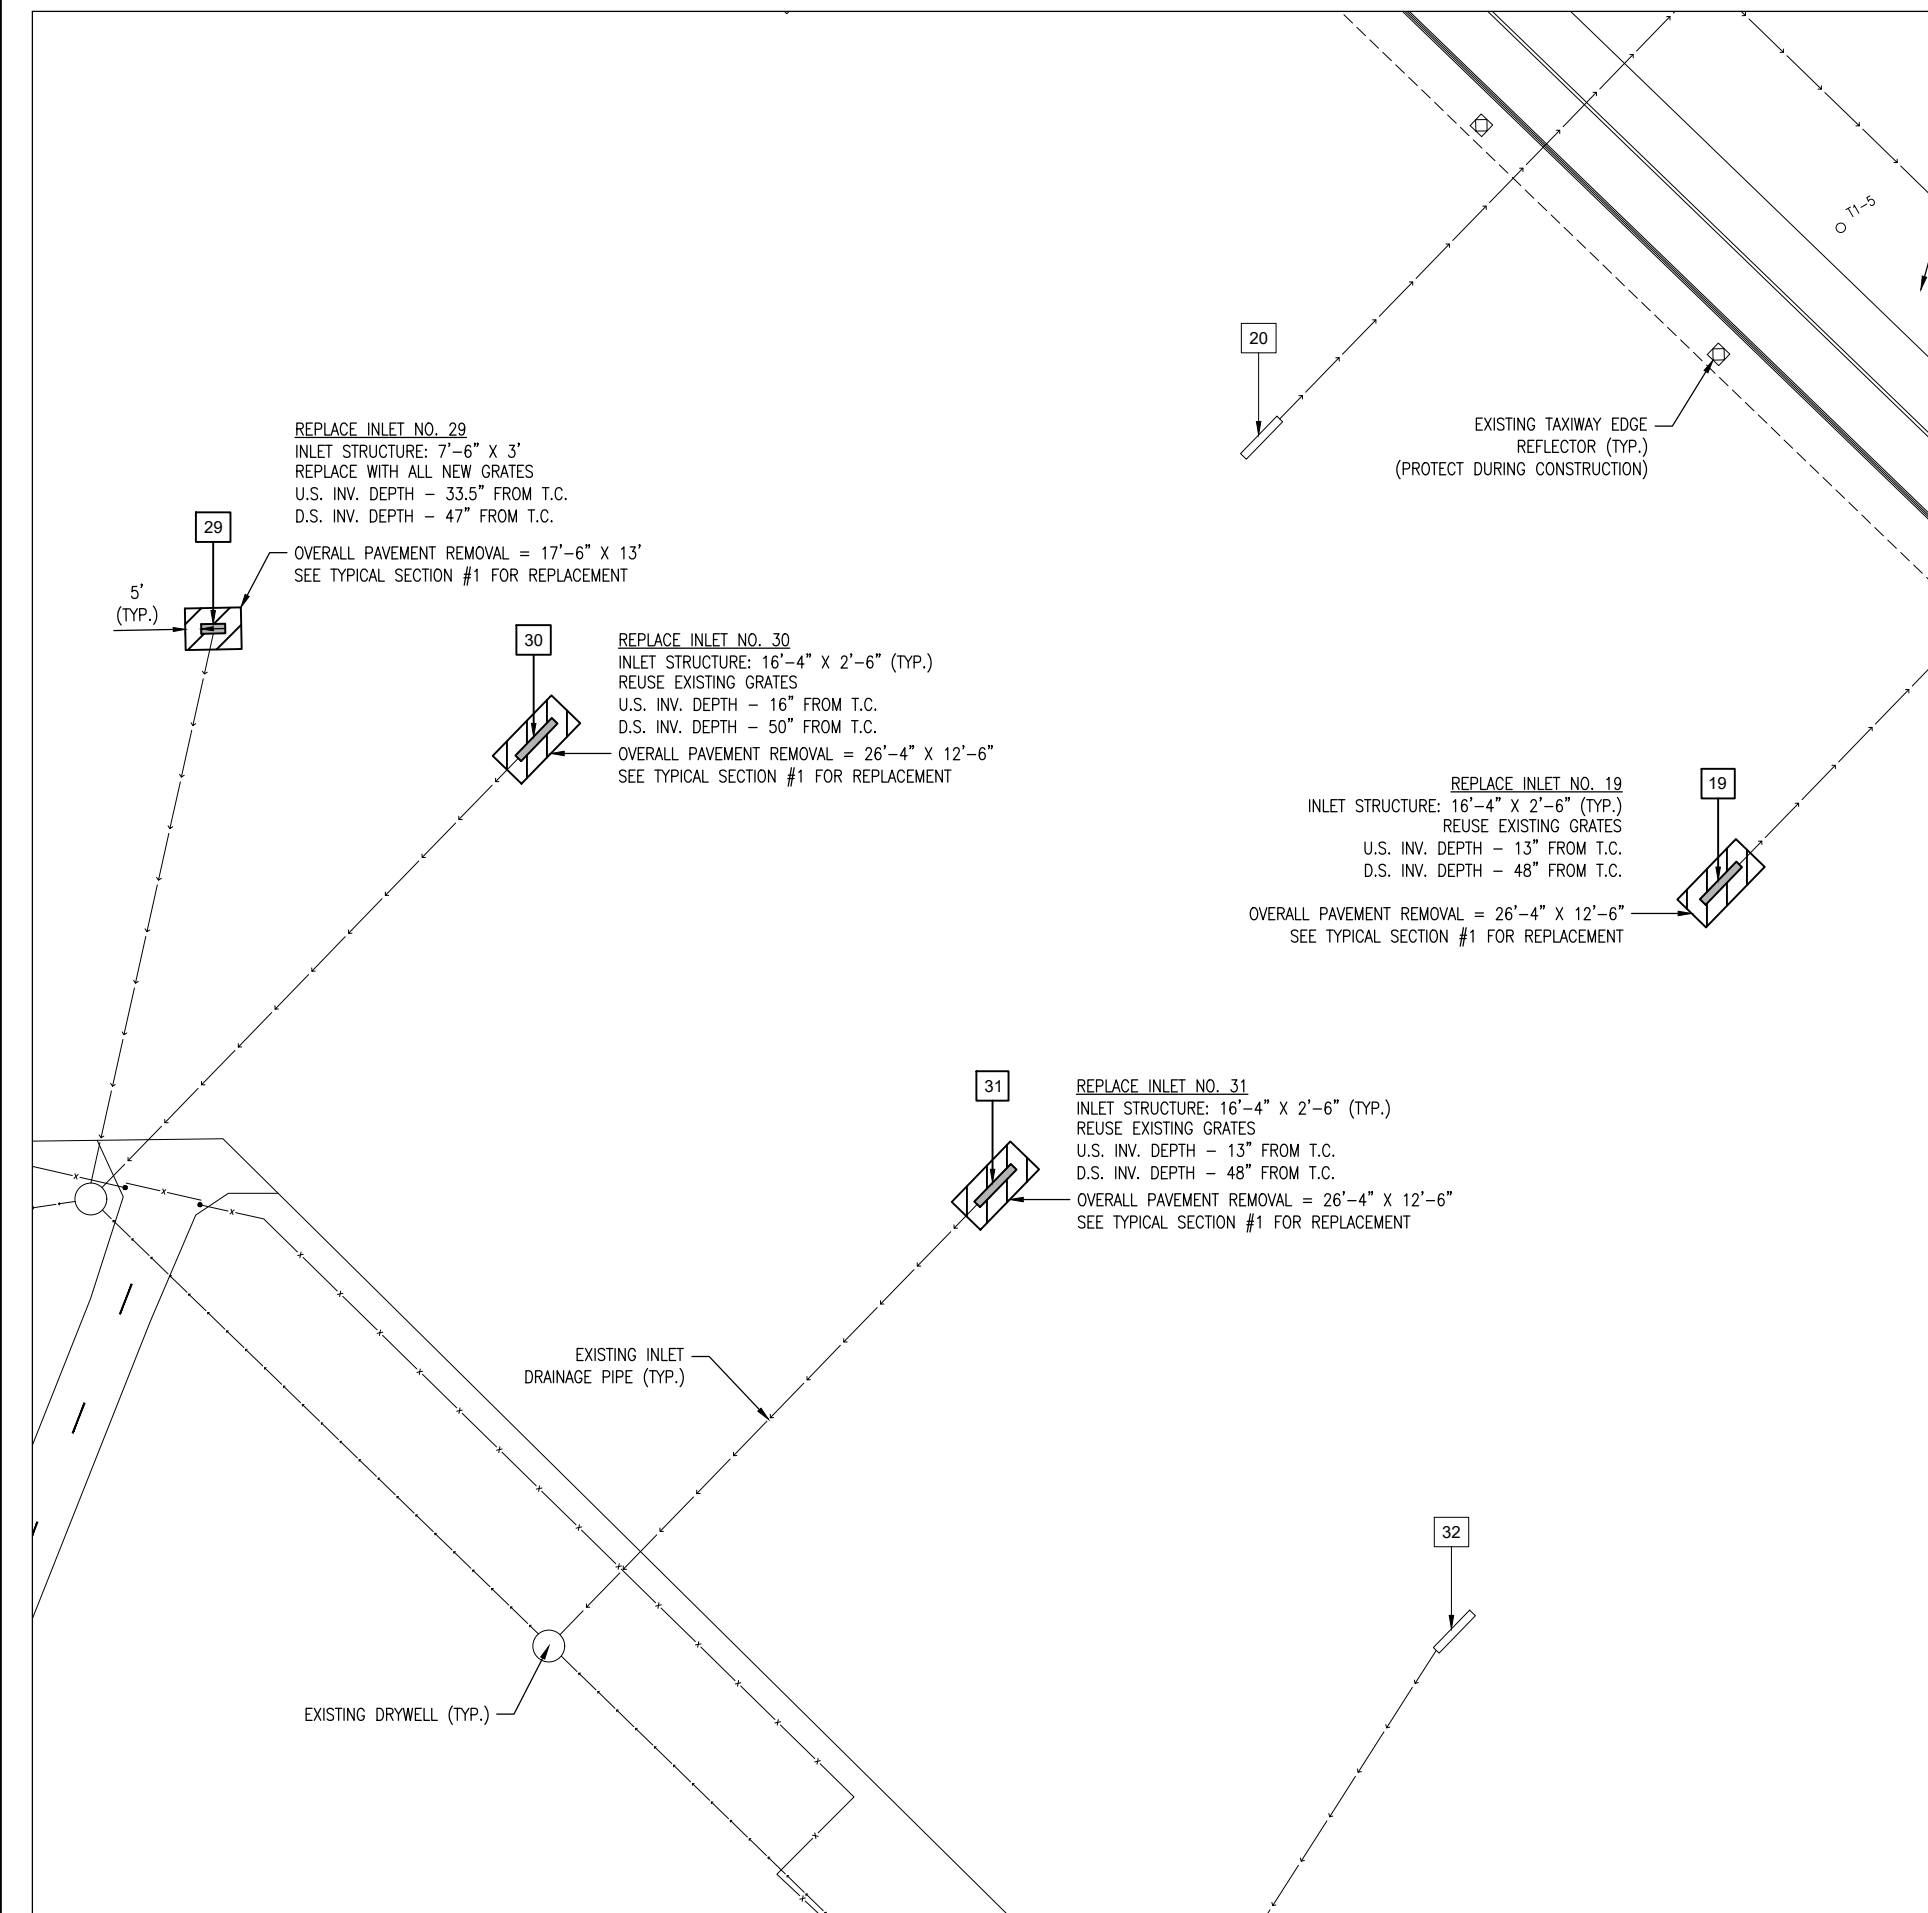 T1-5
20
EXISTING TAXIWAY EDGE
REFLECTOR (TYP.)
(PROTECT DURING CONSTRUCTION)
REPLACE INLET NO. 29
INLET STRUCTURE: 7'-6" X 3'
REPLACE WITH ALL NEW GRATES
U.S. INV. DEPTH - 33.5" FROM T.C.
D.S. INV. DEPTH - 47" FROM T.C.
29
OVERALL PAVEMENT REMOVAL = 17'-6" X 13'
SEE TYPICAL SECTION #1 FOR REPLACEMENT
5'
(TYP.)
30
REPLACE INLET NO. 30
INLET STRUCTURE: 16'-4" X 2'-6" (TYP.)
REUSE EXISTING GRATES
U.S. INV. DEPTH - 16" FROM T.C.
D.S. INV. DEPTH - 50" FROM T.C.
OVERALL PAVEMENT REMOVAL = 26'-4" X 12'-6"
SEE TYPICAL SECTION #1 FOR REPLACEMENT
19
REPLACE INLET NO. 19
INLET STRUCTURE: 16'-4" X 2'-6" (TYP.)
REUSE EXISTING GRATES
U.S. INV. DEPTH - 13" FROM T.C.
D.S. INV. DEPTH - 48" FROM T.C.
OVERALL PAVEMENT REMOVAL = 26'-4" X 12'-6"
SEE TYPICAL SECTION #1 FOR REPLACEMENT
31
REPLACE INLET NO. 31
INLET STRUCTURE: 16'-4" X 2'-6" (TYP.)
REUSE EXISTING GRATES
U.S. INV. DEPTH - 13" FROM T.C.
D.S. INV. DEPTH - 48" FROM T.C.
OVERALL PAVEMENT REMOVAL = 26'-4" X 12'-6"
SEE TYPICAL SECTION #1 FOR REPLACEMENT
EXISTING INLET
DRAINAGE PIPE (TYP.)
32
EXISTING DRYWELL (TYP.)